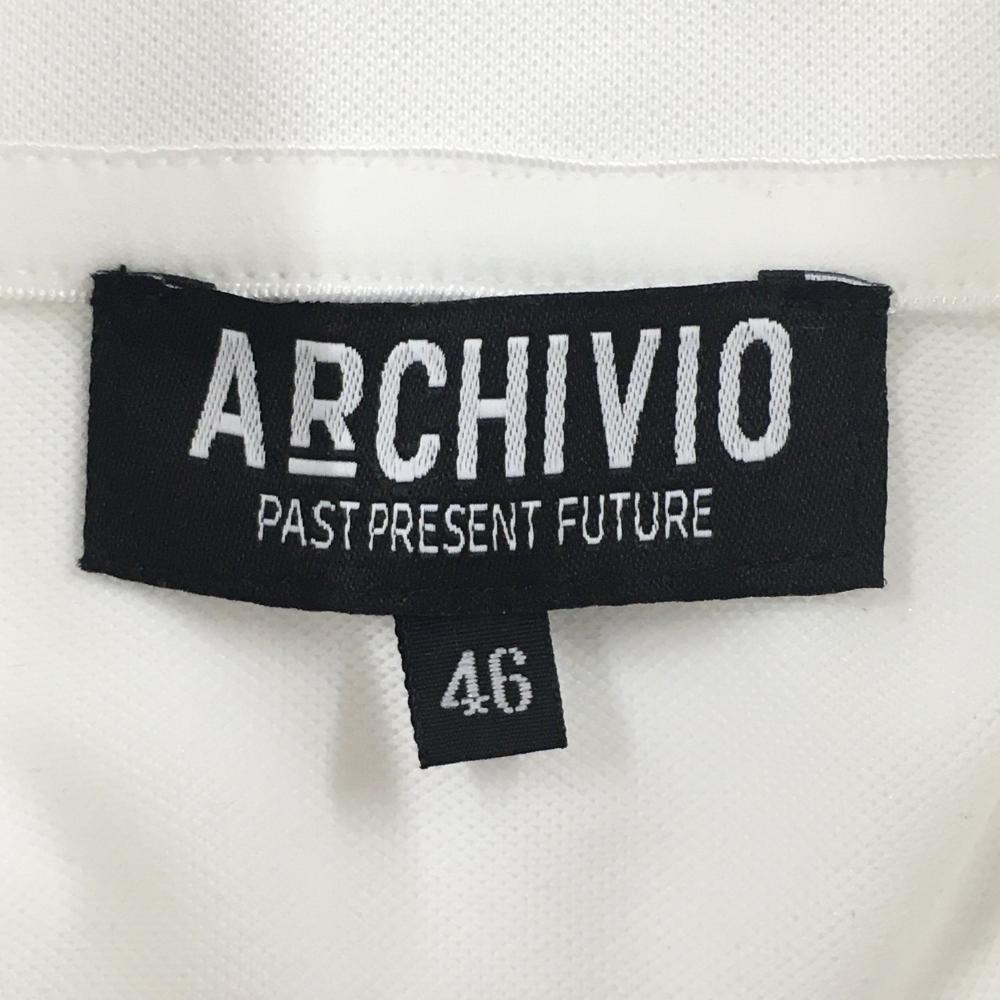 ARCHIVIO
PAST PRESENT FUTURE
46